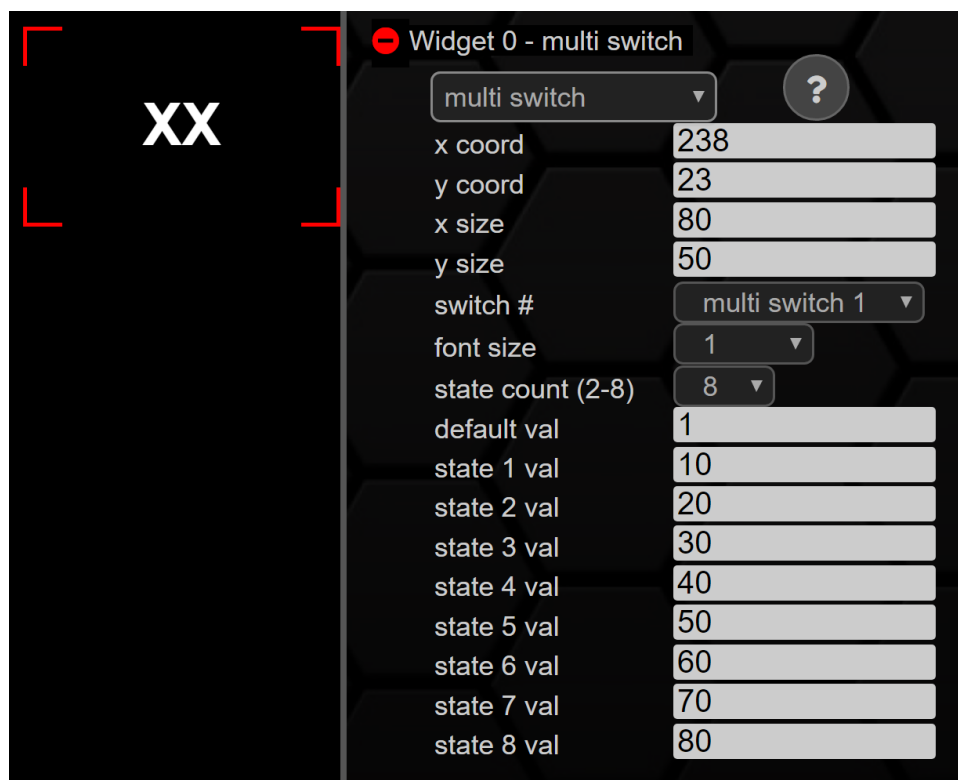 XX
Widget 0 - multi switch
multi switch ▼ ?
x coord 238
y coord 23
x size 80
y size 50
switch # multi switch 1 ▼
font size 1 ▼
state count (2-8) 8 ▼
default val 1
state 1 val 10
state 2 val 20
state 3 val 30
state 4 val 40
state 5 val 50
state 6 val 60
state 7 val 70
state 8 val 80